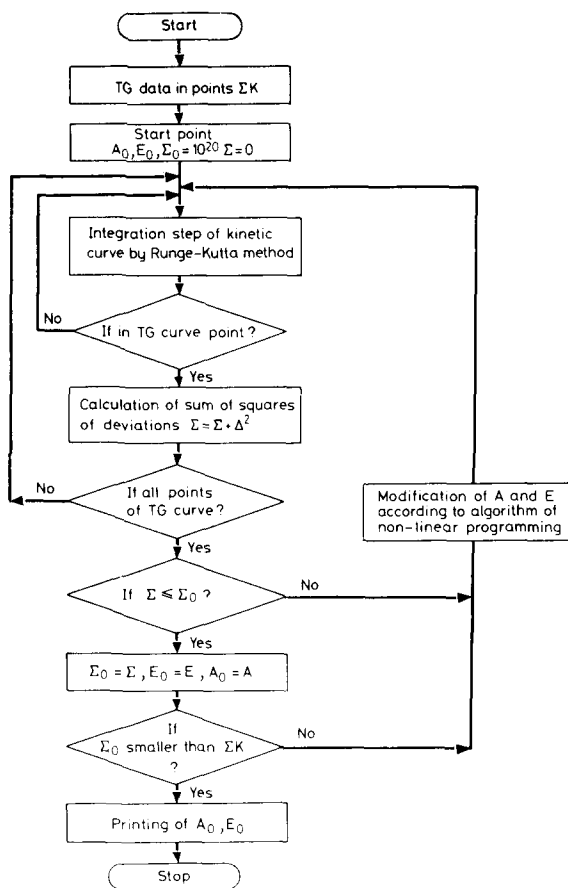 Start
TG data in points ΣK
Start point
A₀, E₀, Σ₀ = 10²⁰ Σ = 0
Integration step of kinetic
curve by Runge-Kutta method
No
If in TG curve point?
Yes
Calculation of sum of squares
of deviations Σ = Σ + Δ²
No
If all points
of TG curve?
Yes
Modification of A and E
according to algorithm of
non-linear programming
If Σ ⩽ Σ₀ ?
No
Yes
Σ₀ = Σ , E₀ = E , A₀ = A
If
Σ₀ smaller than ΣK
?
No
Yes
Printing of A₀ , E₀
Stop